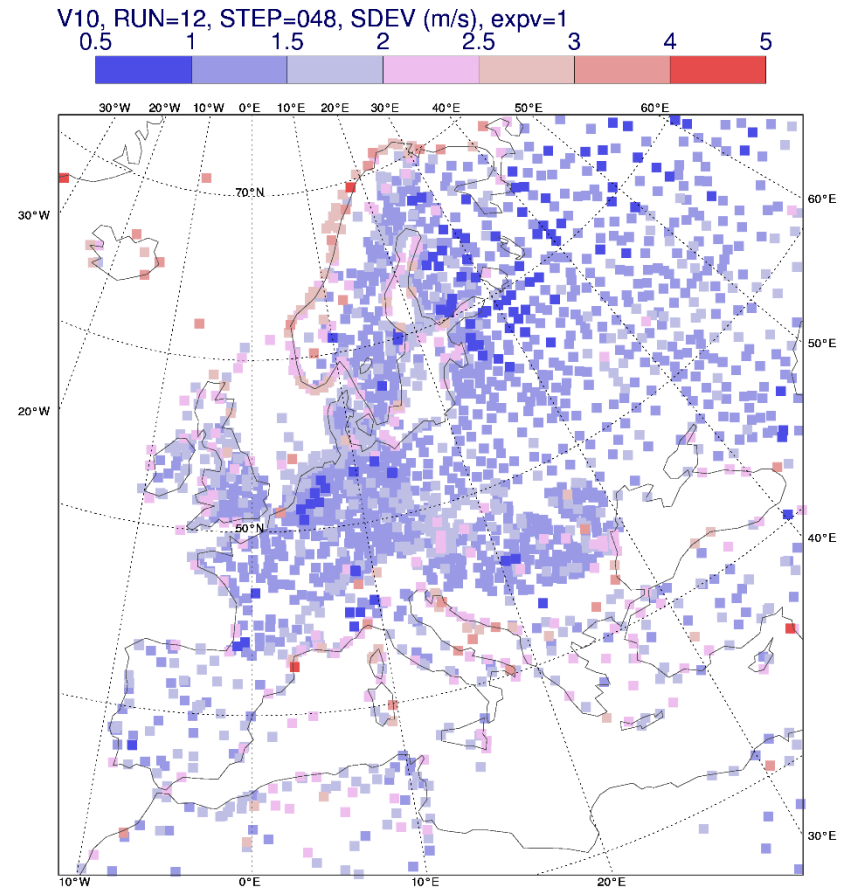 V10, RUN=12, STEP=048, SDEV (m/s), expv=1
0.5 1 1.5 2 2.5 3 4 5
30°W 20°W 10°W 0°E 10°E 20°E 30°E 40°E 50°E 60°E
70°N
60°E
30°W
50°E
20°W
50°N
40°E
30°E
10°W 0°E 10°E 20°E